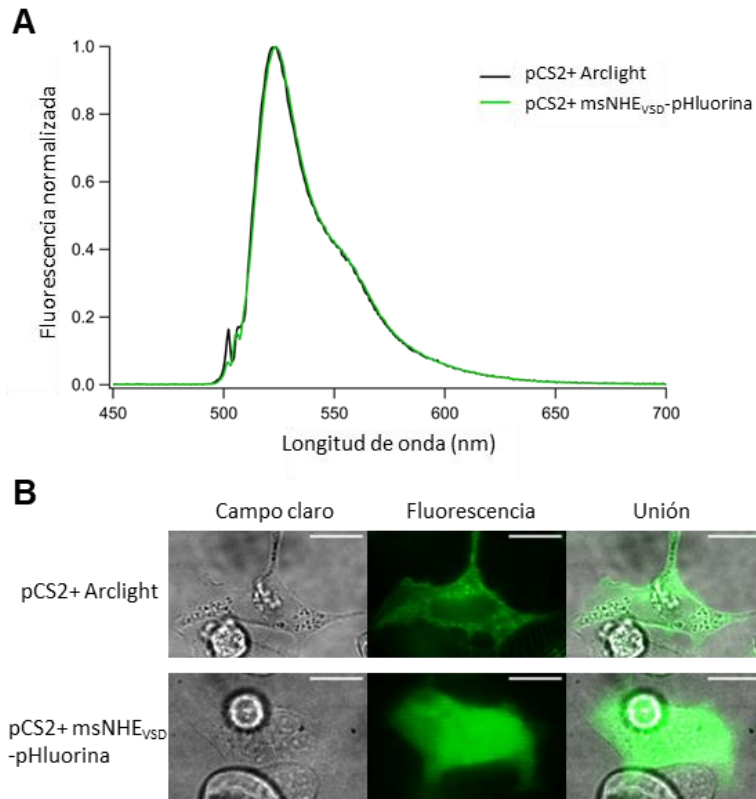 A
1.0
0.8
0.6
0.4
0.2
0.0
Fluorescencia normalizada
pCS2+ Arclight
pCS2+ msNHEVSD-pHluorina
450 500 550 600 650 700
Longitud de onda (nm)
B
Campo claro Fluorescencia Unión
pCS2+ Arclight
pCS2+ msNHEVSD
-pHluorina